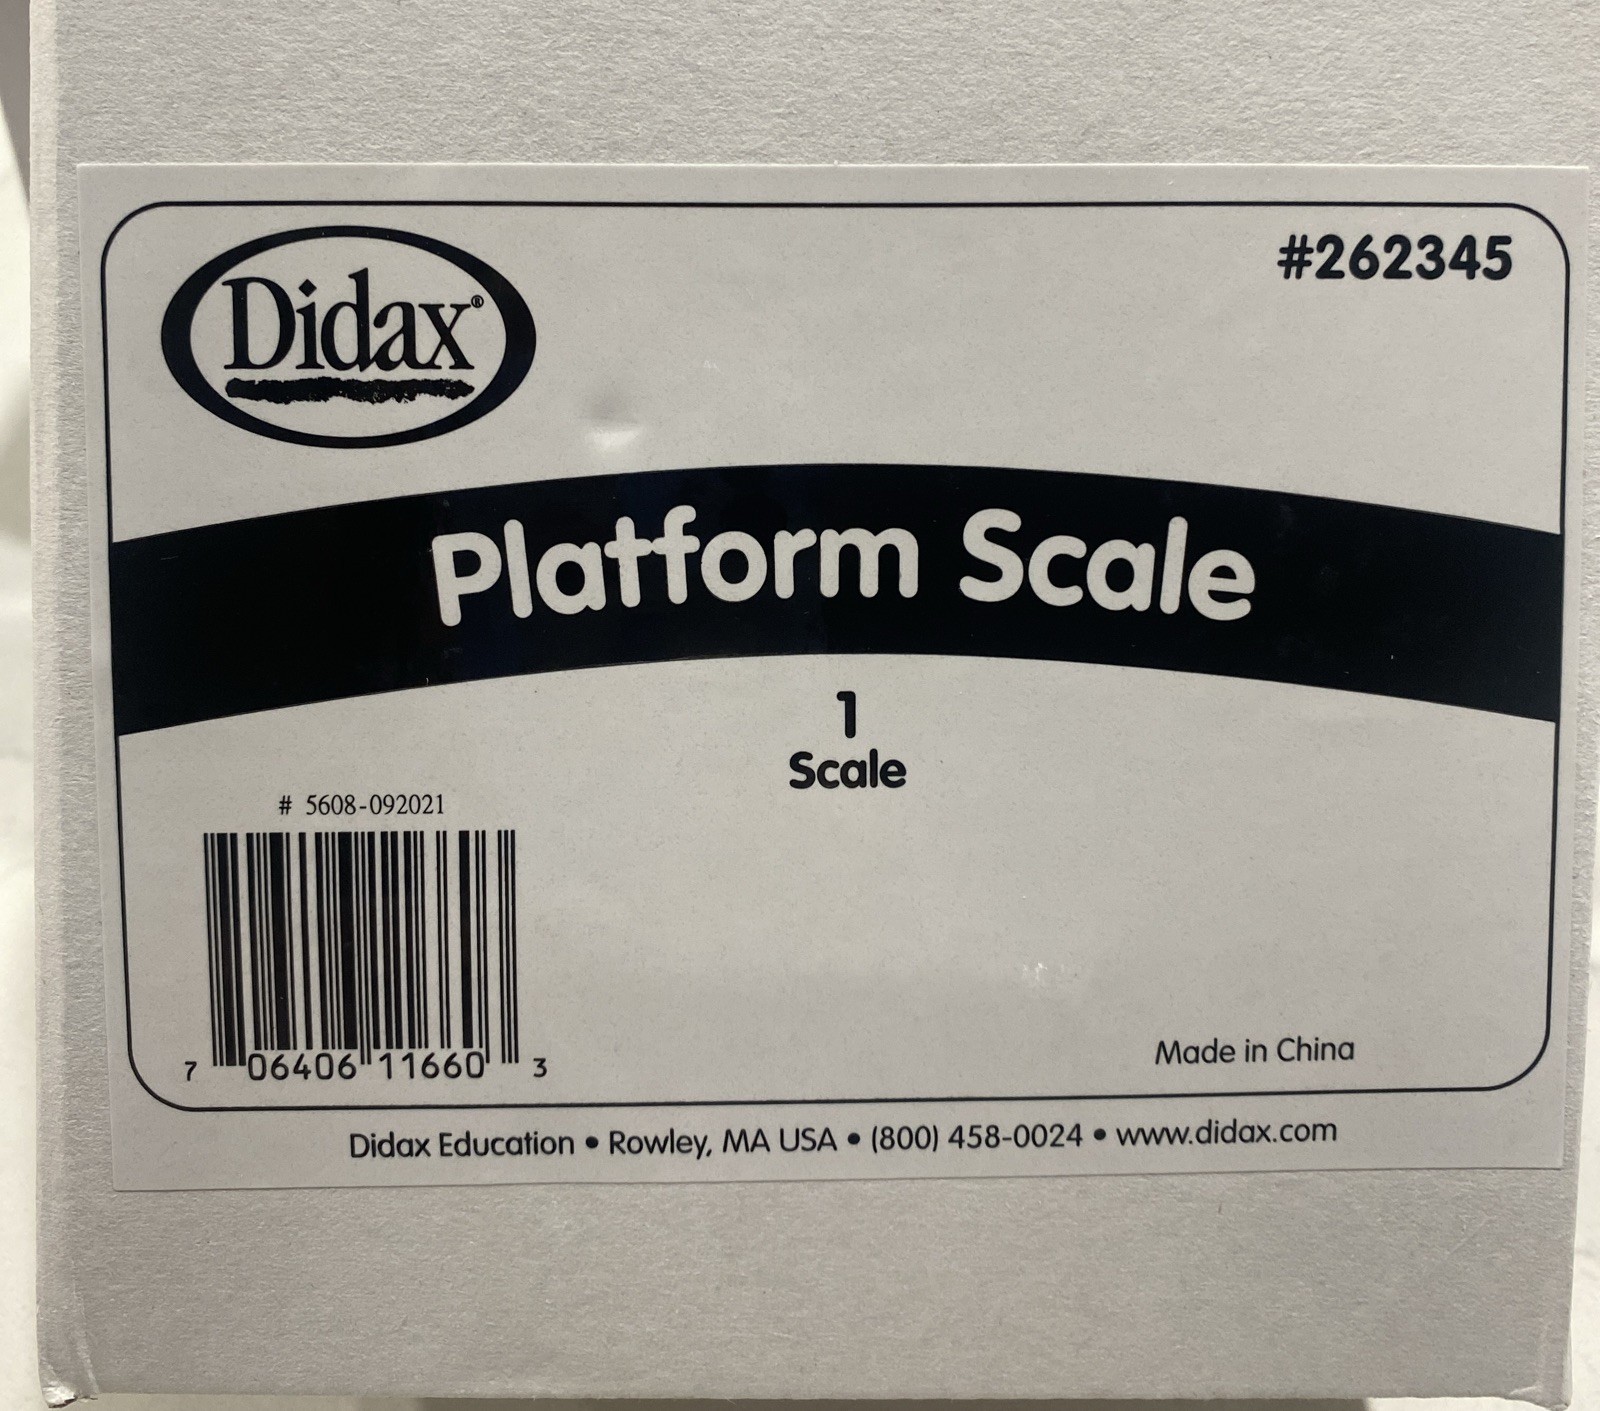 Didax®
#262345
Platform Scale
1
Scale
# 5608-092021
7 06406 11660 3
Made in China
Didax Education • Rowley, MA USA • (800) 458-0024 • www.didax.com